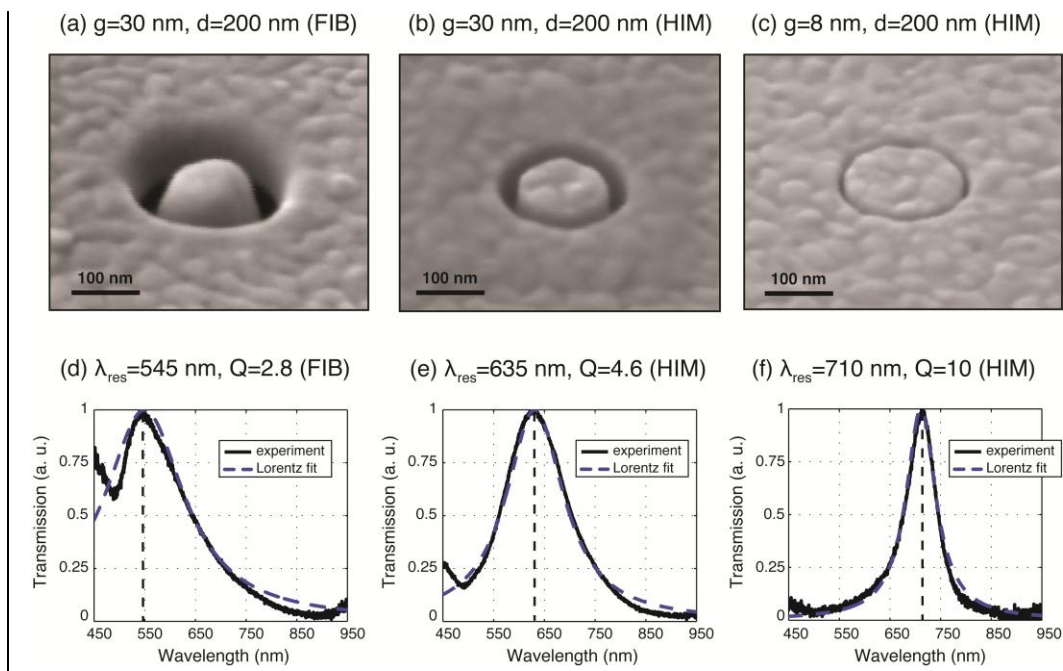 (a) g=30 nm, d=200 nm (FIB)
(b) g=30 nm, d=200 nm (HIM)
(c) g=8 nm, d=200 nm (HIM)
100 nm
100 nm
100 nm
(d) λres=545 nm, Q=2.8 (FIB)
(e) λres=635 nm, Q=4.6 (HIM)
(f) λres=710 nm, Q=10 (HIM)
Transmission (a. u.)
1
0.75
0.5
0.25
0
experiment
Lorentz fit
450 550 650 750 850 950
Wavelength (nm)
Transmission (a. u.)
1
0.75
0.5
0.25
0
experiment
Lorentz fit
450 550 650 750 850 950
Wavelength (nm)
Transmission (a. u.)
1
0.75
0.5
0.25
0
experiment
Lorentz fit
450 550 650 750 850 950
Wavelength (nm)